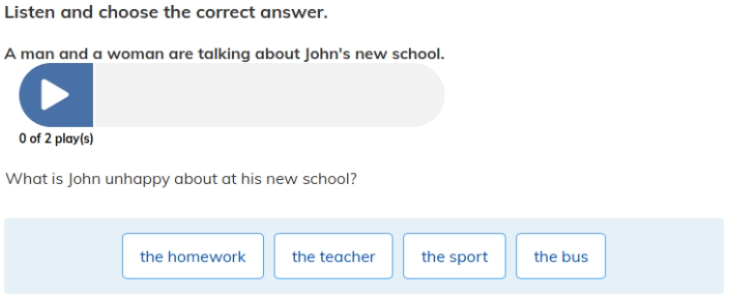 Listen and choose the correct answer.
A man and a woman are talking about John's new school.
0 of 2 play(s)
What is John unhappy about at his new school?
the homework
the teacher
the sport
the bus